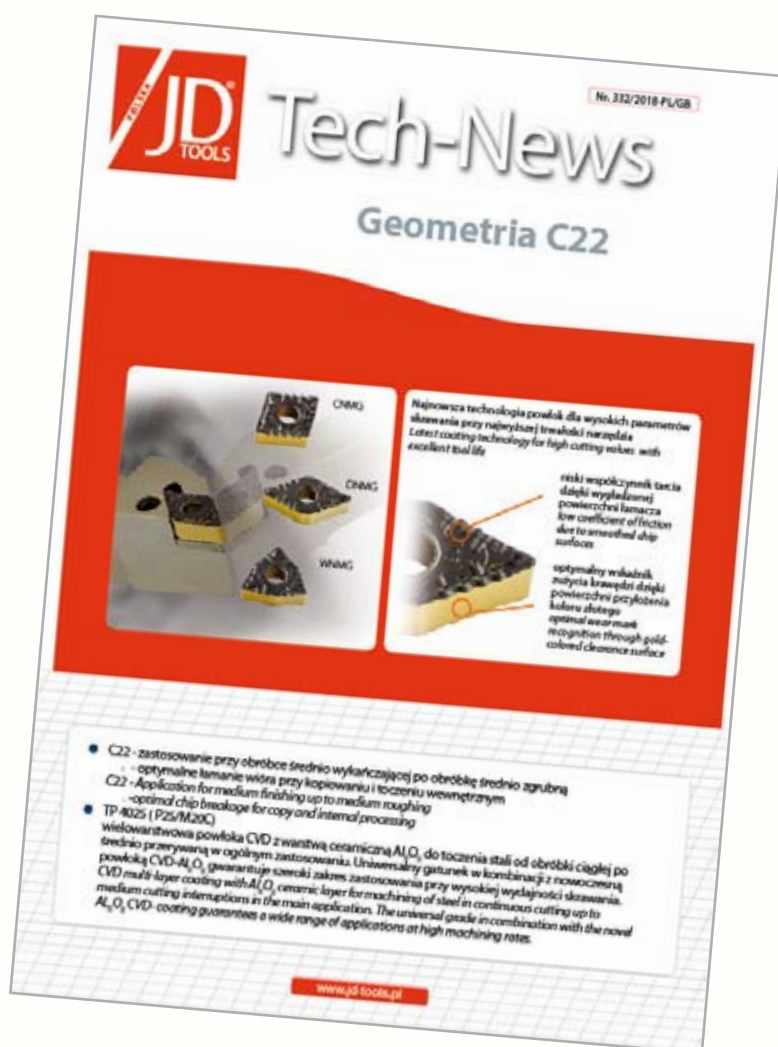 POLSKA
JD®
TOOLS
Tech-News
Nr. 332/2018-PL/GB
Geometria C22
CNMG
DNMG
WNMG
Najnowsza technologia powłok dla wysokich parametrów
skrawania przy najwyższej trwałości narzędzia
Latest coating technology for high cutting values with
excellent tool life
niski współczynnik tarcia
dzięki wygładzonej
powierzchni łamacza
low coefficient of friction
due to smoothed chip
surfaces
optymalny wskaźnik
zużycia krawędzi dzięki
powierzchni przyłożenia
koloru złotego
optimal wear mark
recognition through gold-
colored clearance surface
● C22 - zastosowanie przy obróbce średnio wykańczającej po obróbkę średnio zgrubną
- optymalne łamanie wióra przy kopiowaniu i toczeniu wewnętrznym
C22 - Application for medium finishing up to medium roughing
-optimal chip breakage for copy and internal processing
● TP 4025 ( P25/M20C)
wielowarstwowa powłoka CVD z warstwą ceramiczną Al₂O₃ do toczenia stali od obróbki ciągłej po
średnio przerywaną w ogólnym zastosowaniu. Uniwersalny gatunek w kombinacji z nowoczesną
powłoką CVD-Al₂O₃ gwarantuje szeroki zakres zastosowania przy wysokiej wydajności skrawania.
CVD multi-layer coating with Al₂O₃ ceramic layer for machining of steel in continuous cutting up to
medium cutting interruptions in the main application. The universal grade in combination with the novel
Al₂O₃ CVD- coating guarantees a wide range of applications at high machining rates.
www.jd-tools.pl